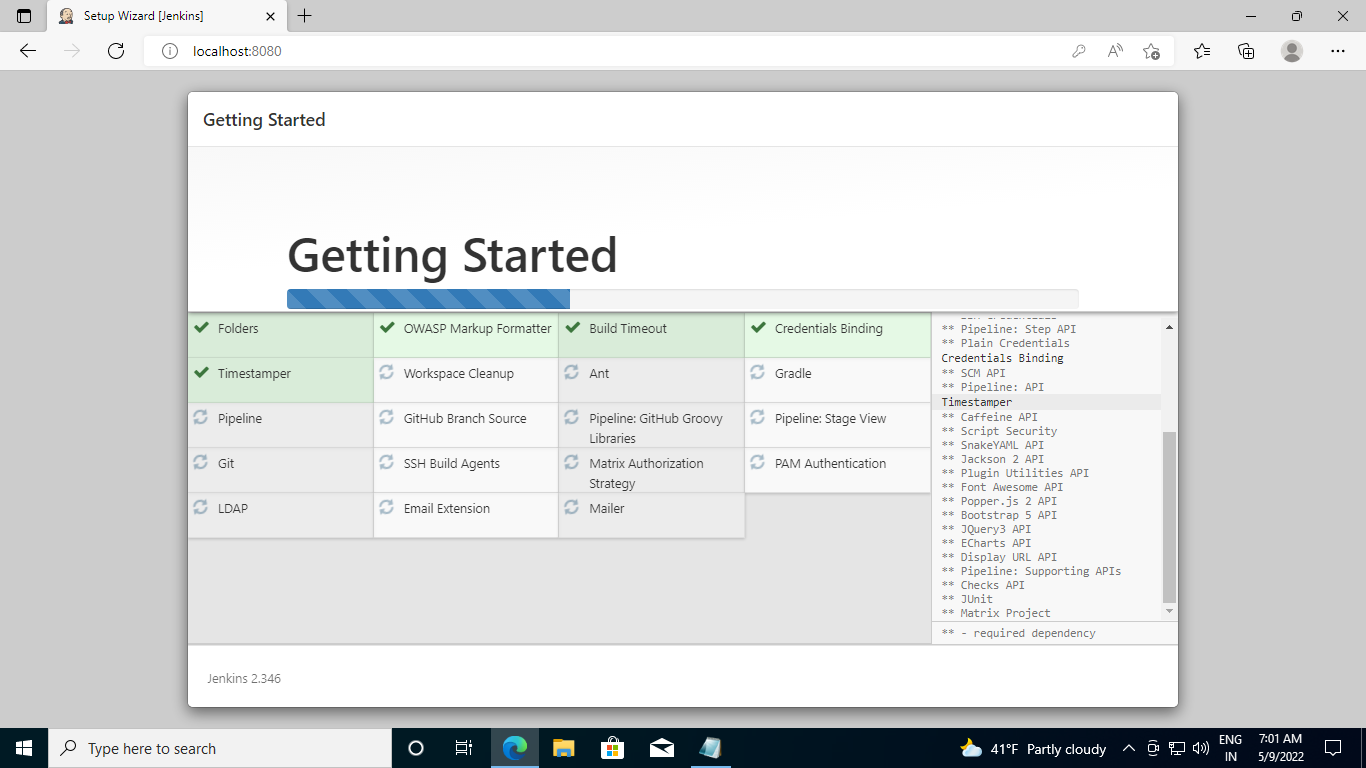 Setup Wizard [Jenkins]
localhost:8080
Getting Started
Getting Started
Folders
OWASP Markup Formatter
Build Timeout
Credentials Binding
Timestamper
Workspace Cleanup
Ant
Gradle
Pipeline
GitHub Branch Source
Pipeline: GitHub Groovy
Libraries
Pipeline: Stage View
Git
SSH Build Agents
Matrix Authorization
Strategy
PAM Authentication
LDAP
Email Extension
Mailer
** Pipeline: Step API
** Plain Credentials
Credentials Binding
** SCM API
** Pipeline: API
Timestamper
** Caffeine API
** Script Security
** SnakeYAML API
** Jackson 2 API
** Plugin Utilities API
** Font Awesome API
** Popper.js 2 API
** Bootstrap 5 API
** JQuery3 API
** ECharts API
** Display URL API
** Pipeline: Supporting APIs
** Checks API
** JUnit
** Matrix Project
** - required dependency
Jenkins 2.346
Type here to search
41°F Partly cloudy
ENG
IN
7:01 AM
5/9/2022